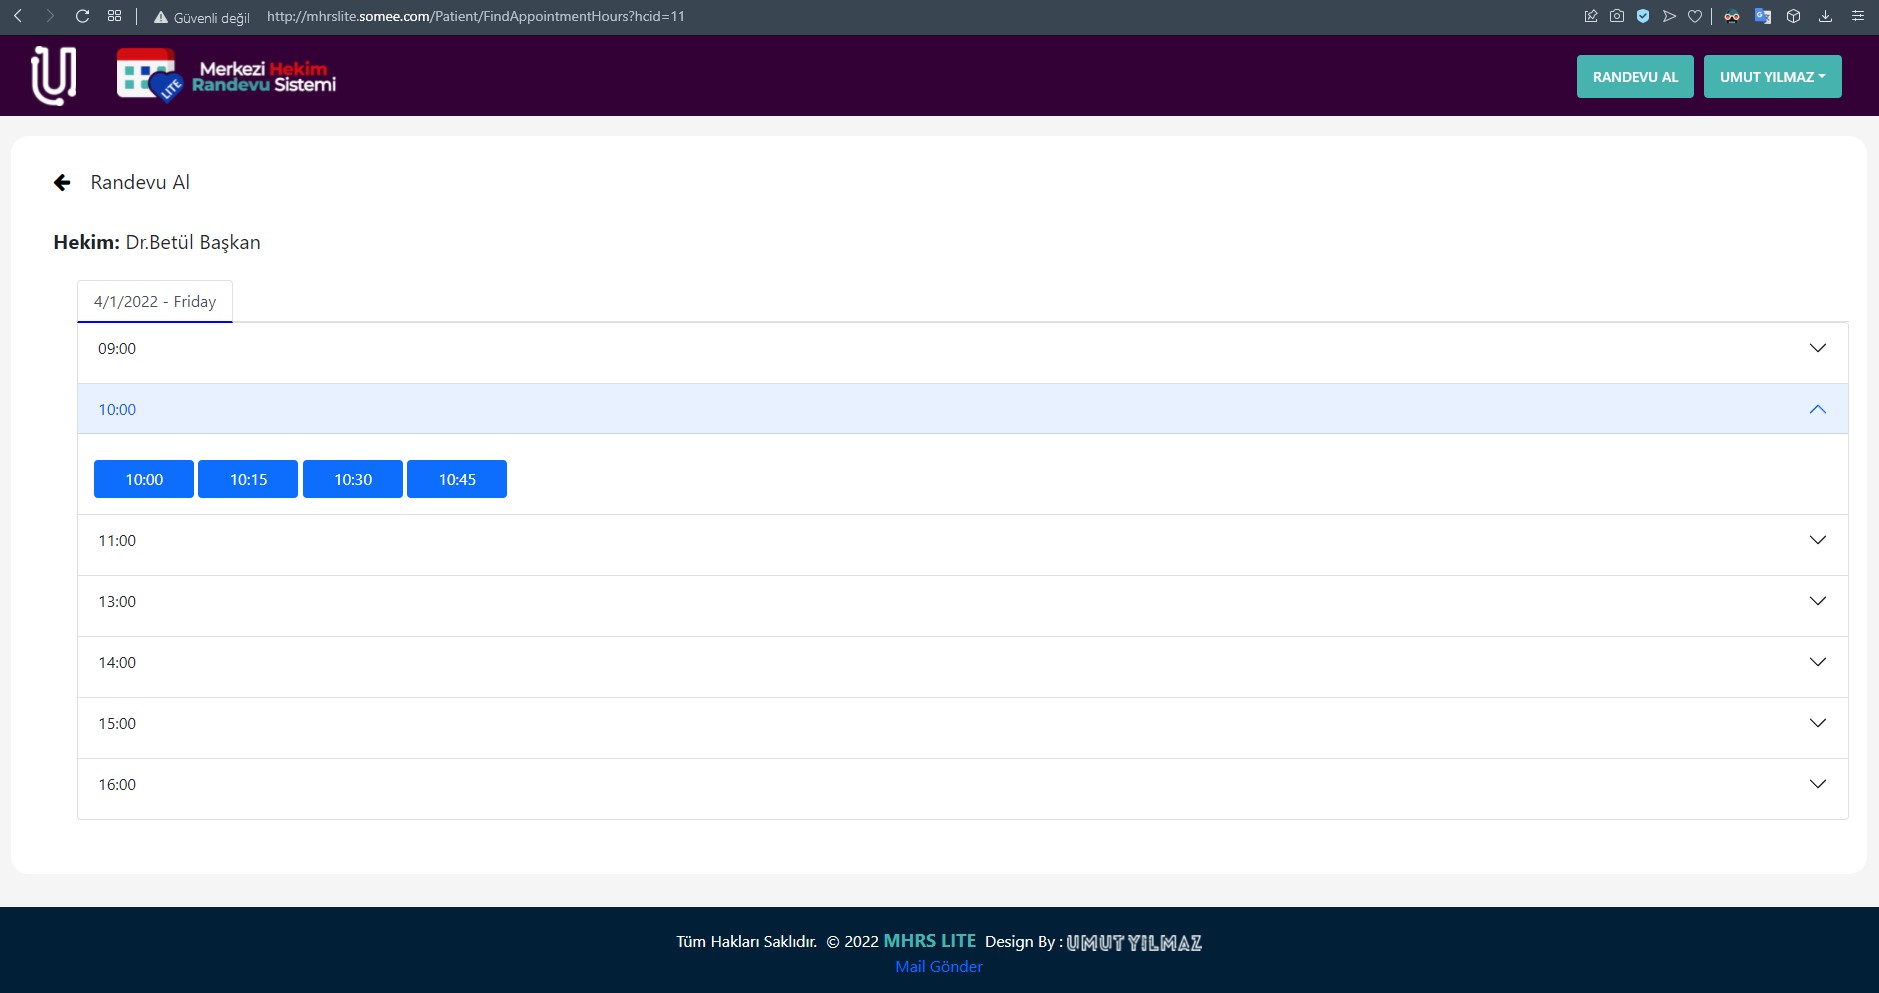 Güvenli değil http://mhrslite.somee.com/Patient/FindAppointmentHours?hcid=11
Merkezi Hekim
Randevu Sistemi
LITE
RANDEVU AL
UMUT YILMAZ
Randevu Al
Hekim: Dr.Betül Başkan
4/1/2022 - Friday
09:00
10:00
10:00 10:15 10:30 10:45
11:00
13:00
14:00
15:00
16:00
Tüm Hakları Saklıdır. © 2022 MHRS LITE Design By : UMUT YILMAZ
Mail Gönder